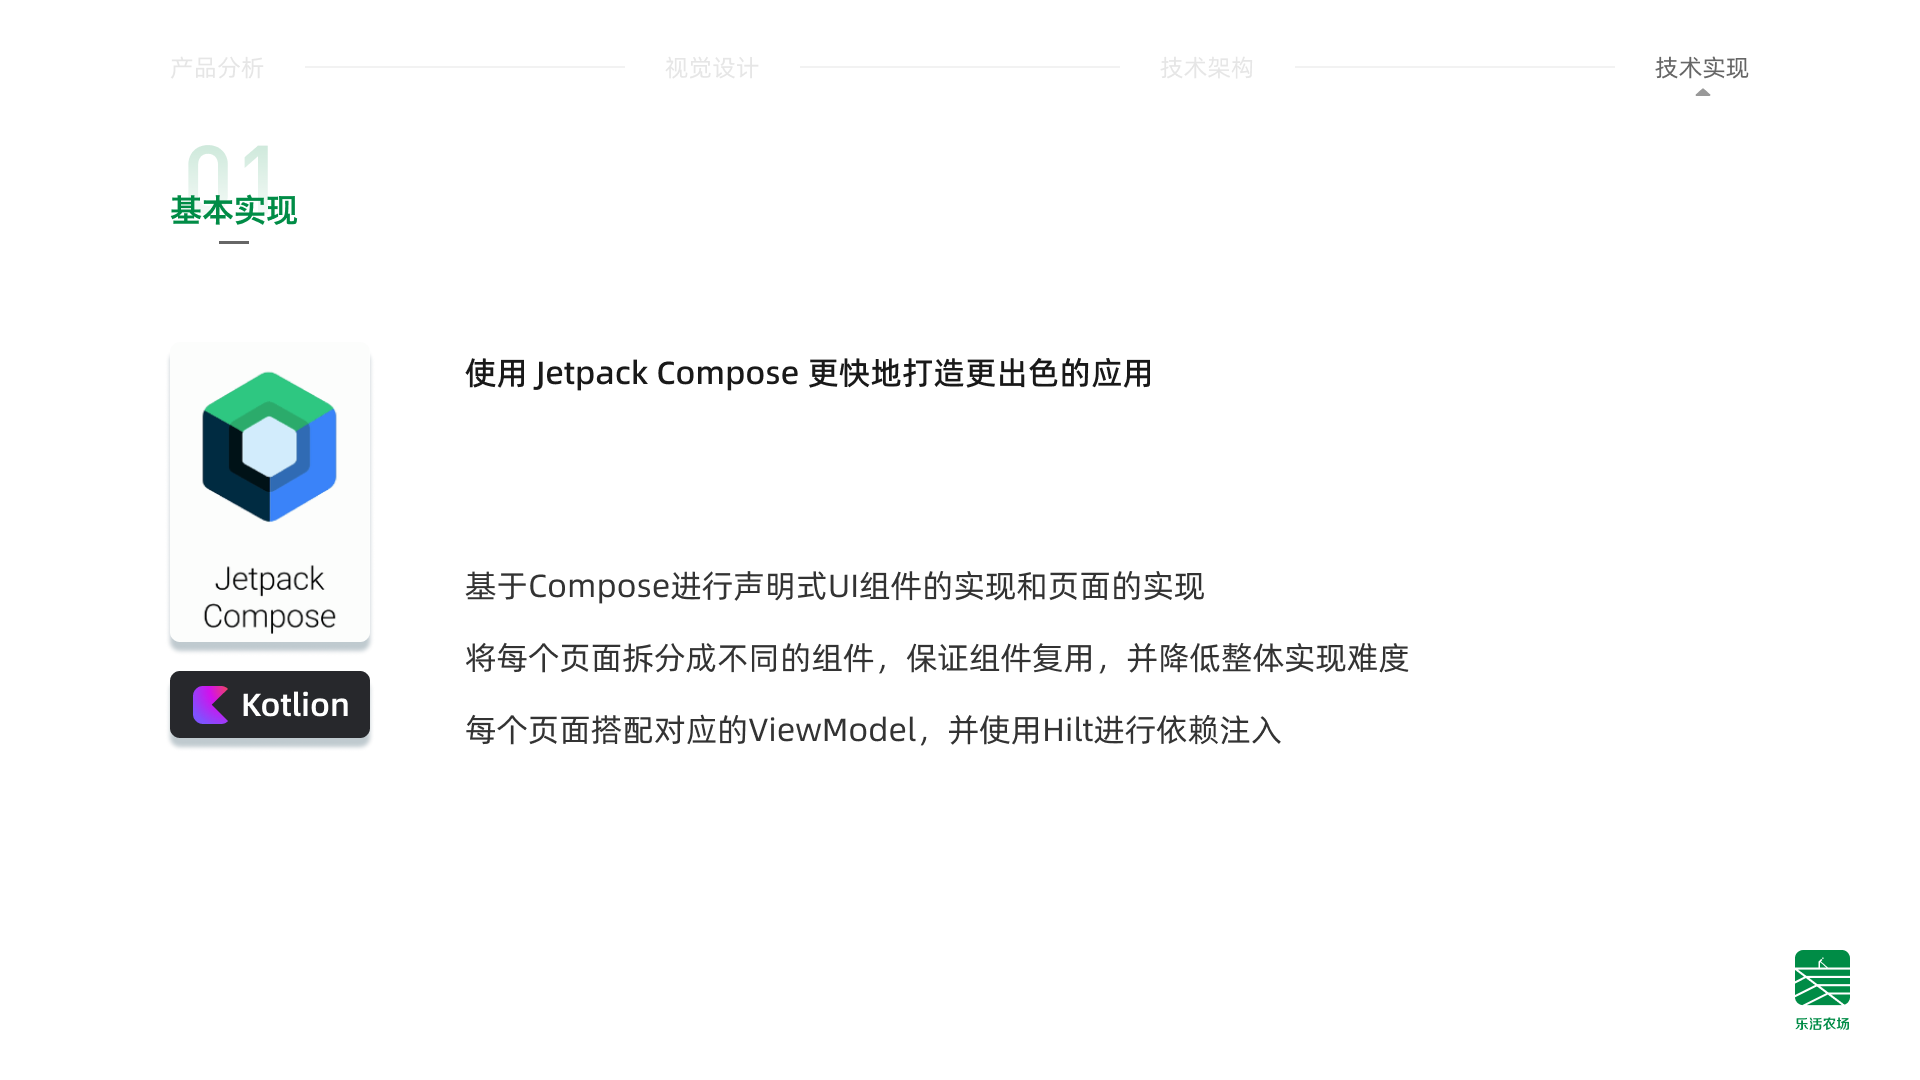 产品分析
视觉设计
技术架构
技术实现
01
基本实现
使用 Jetpack Compose 更快地打造更出色的应用
Jetpack
Compose
Kotlion
基于Compose进行声明式UI组件的实现和页面的实现
将每个页面拆分成不同的组件，保证组件复用，并降低整体实现难度
每个页面搭配对应的ViewModel，并使用Hilt进行依赖注入
乐活农场